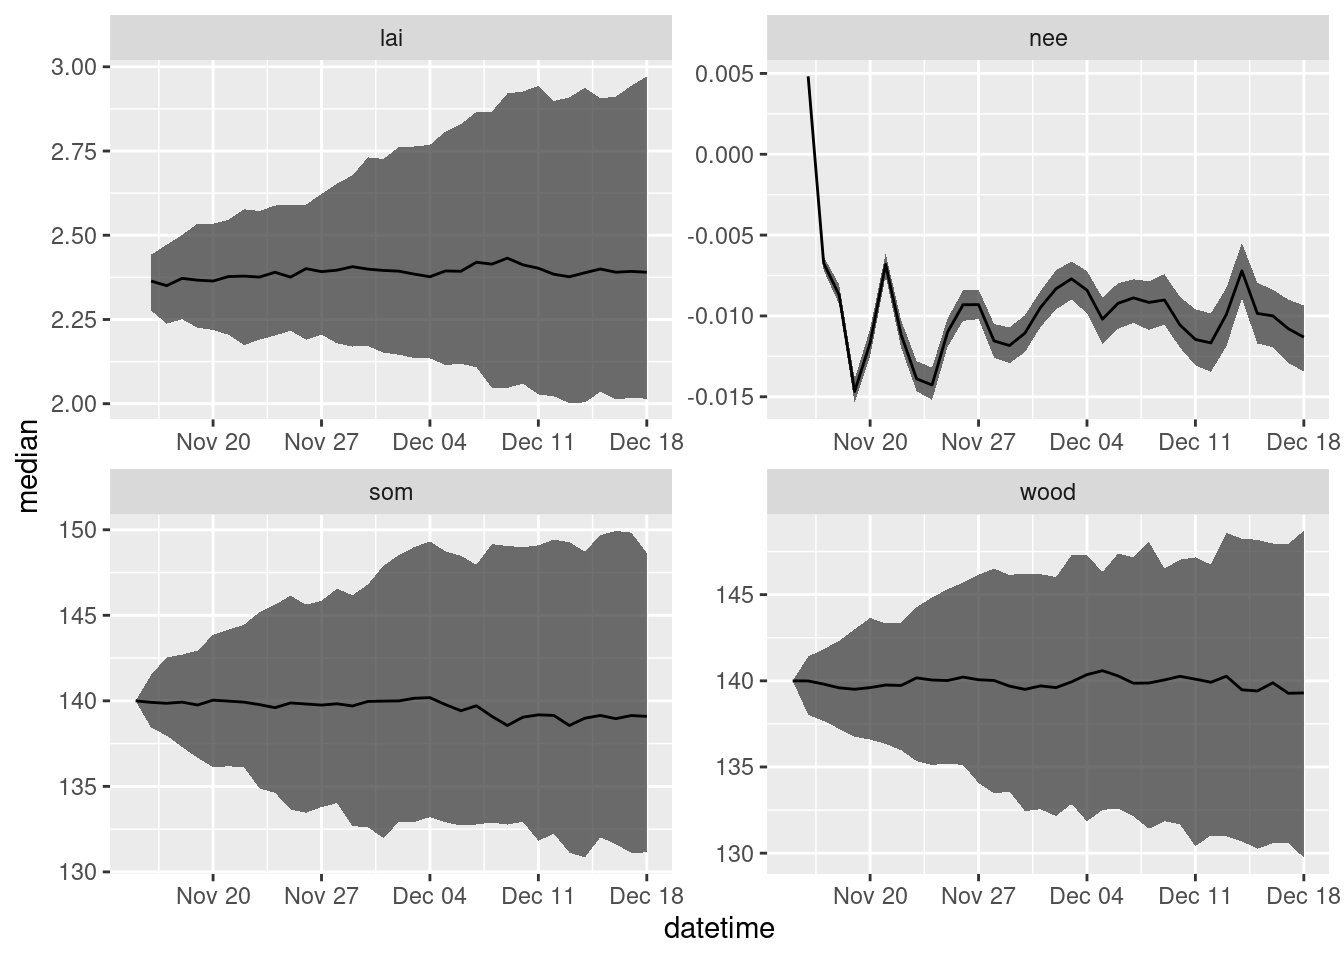 lai
nee
3.00
2.75
2.50
2.25
2.00
0.005
0.000
-0.005
-0.010
-0.015
Nov 20 Nov 27 Dec 04 Dec 11 Dec 18
Nov 20 Nov 27 Dec 04 Dec 11 Dec 18
median
som
wood
150
145
140
135
130
145
140
135
130
Nov 20 Nov 27 Dec 04 Dec 11 Dec 18
Nov 20 Nov 27 Dec 04 Dec 11 Dec 18
datetime